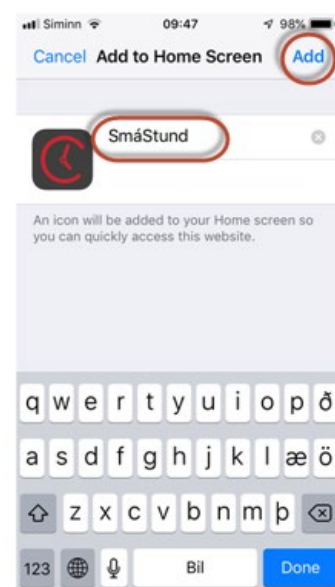 Siminn 09:47 98%
Cancel Add to Home Screen Add
SmáStund
An icon will be added to your Home screen so
you can quickly access this website.
q w e r t y u i o p ð
a s d f g h j k l æ ö
z x c v b n m þ
123 Bil Done